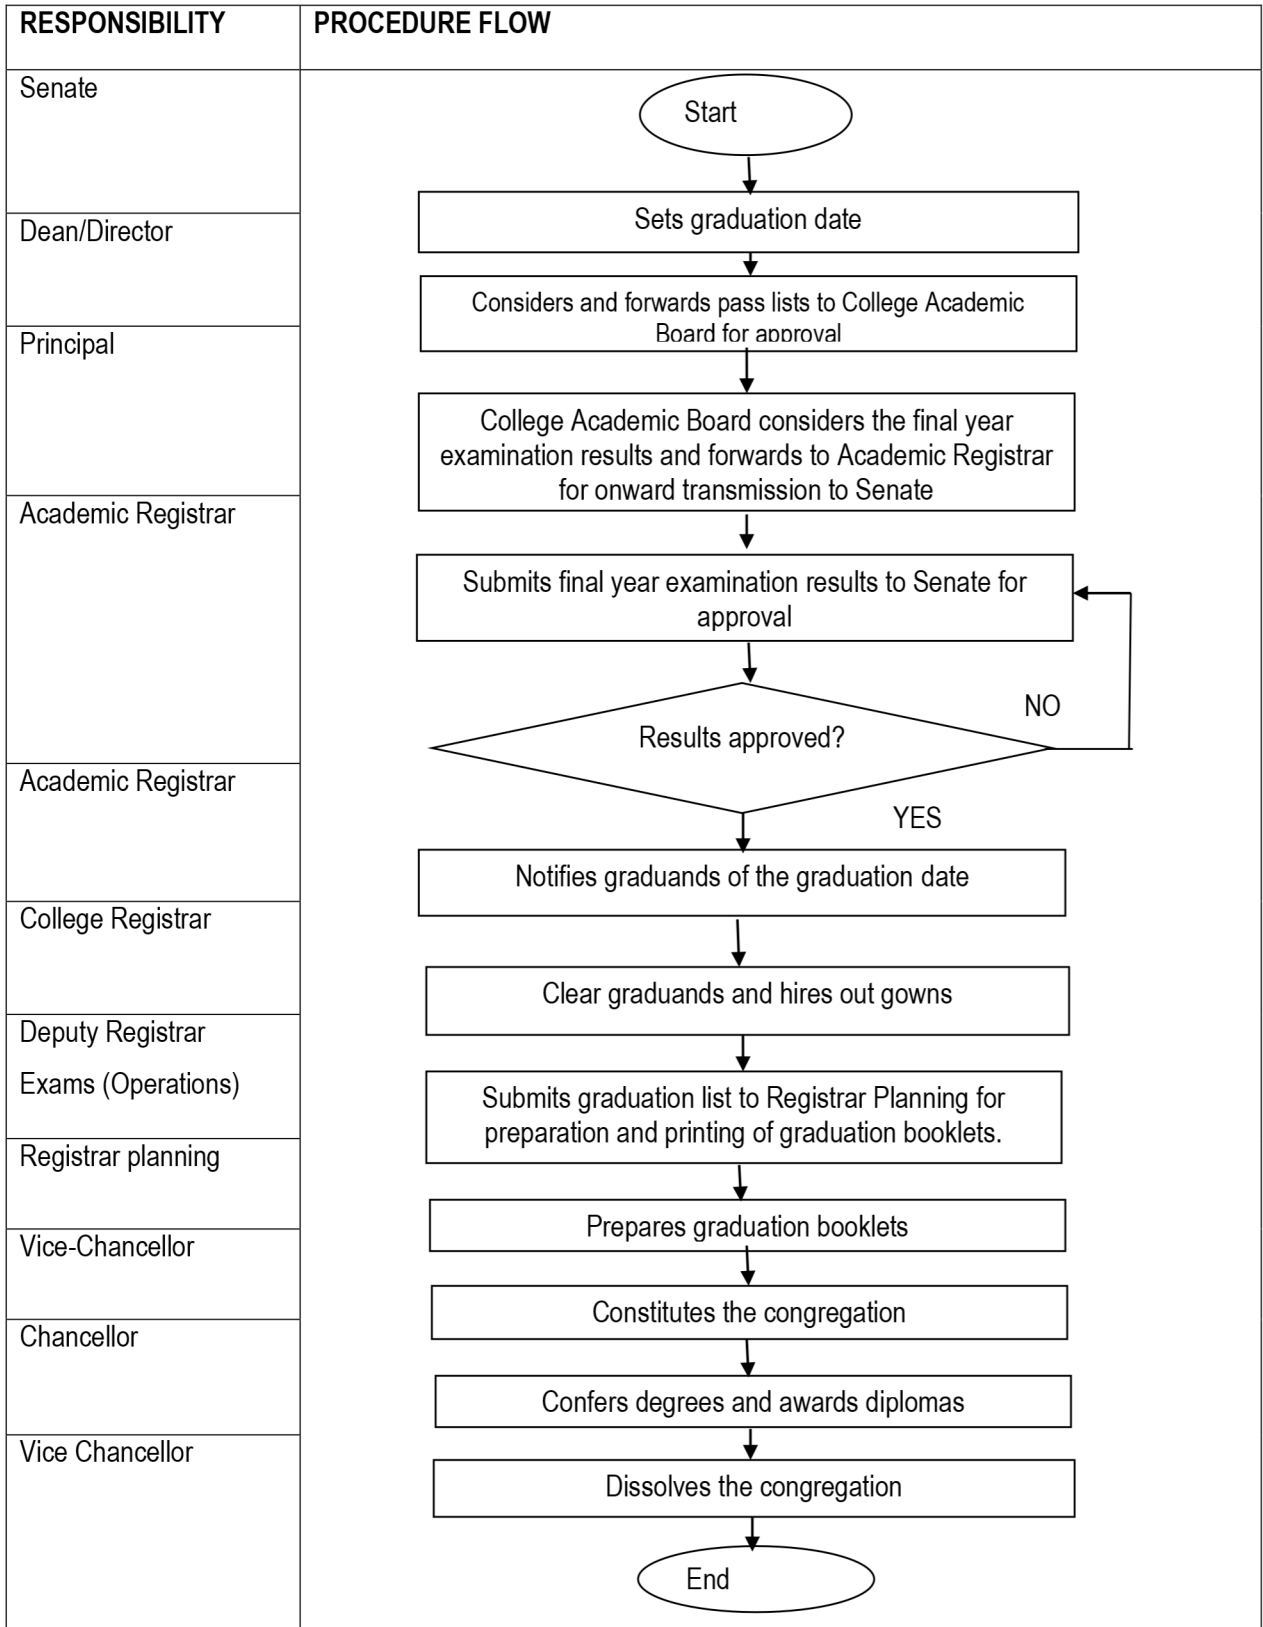 RESPONSIBILITY
PROCEDURE FLOW
Senate
Start
Sets graduation date
Dean/Director
Considers and forwards pass lists to College Academic
Board for approval
Principal
College Academic Board considers the final year
examination results and forwards to Academic Registrar
for onward transmission to Senate
Academic Registrar
Submits final year examination results to Senate for
approval
NO
Results approved?
Academic Registrar
YES
Notifies graduands of the graduation date
College Registrar
Clear graduands and hires out gowns
Deputy Registrar
Exams (Operations)
Submits graduation list to Registrar Planning for
preparation and printing of graduation booklets.
Registrar planning
Prepares graduation booklets
Vice-Chancellor
Constitutes the congregation
Chancellor
Confers degrees and awards diplomas
Vice Chancellor
Dissolves the congregation
End